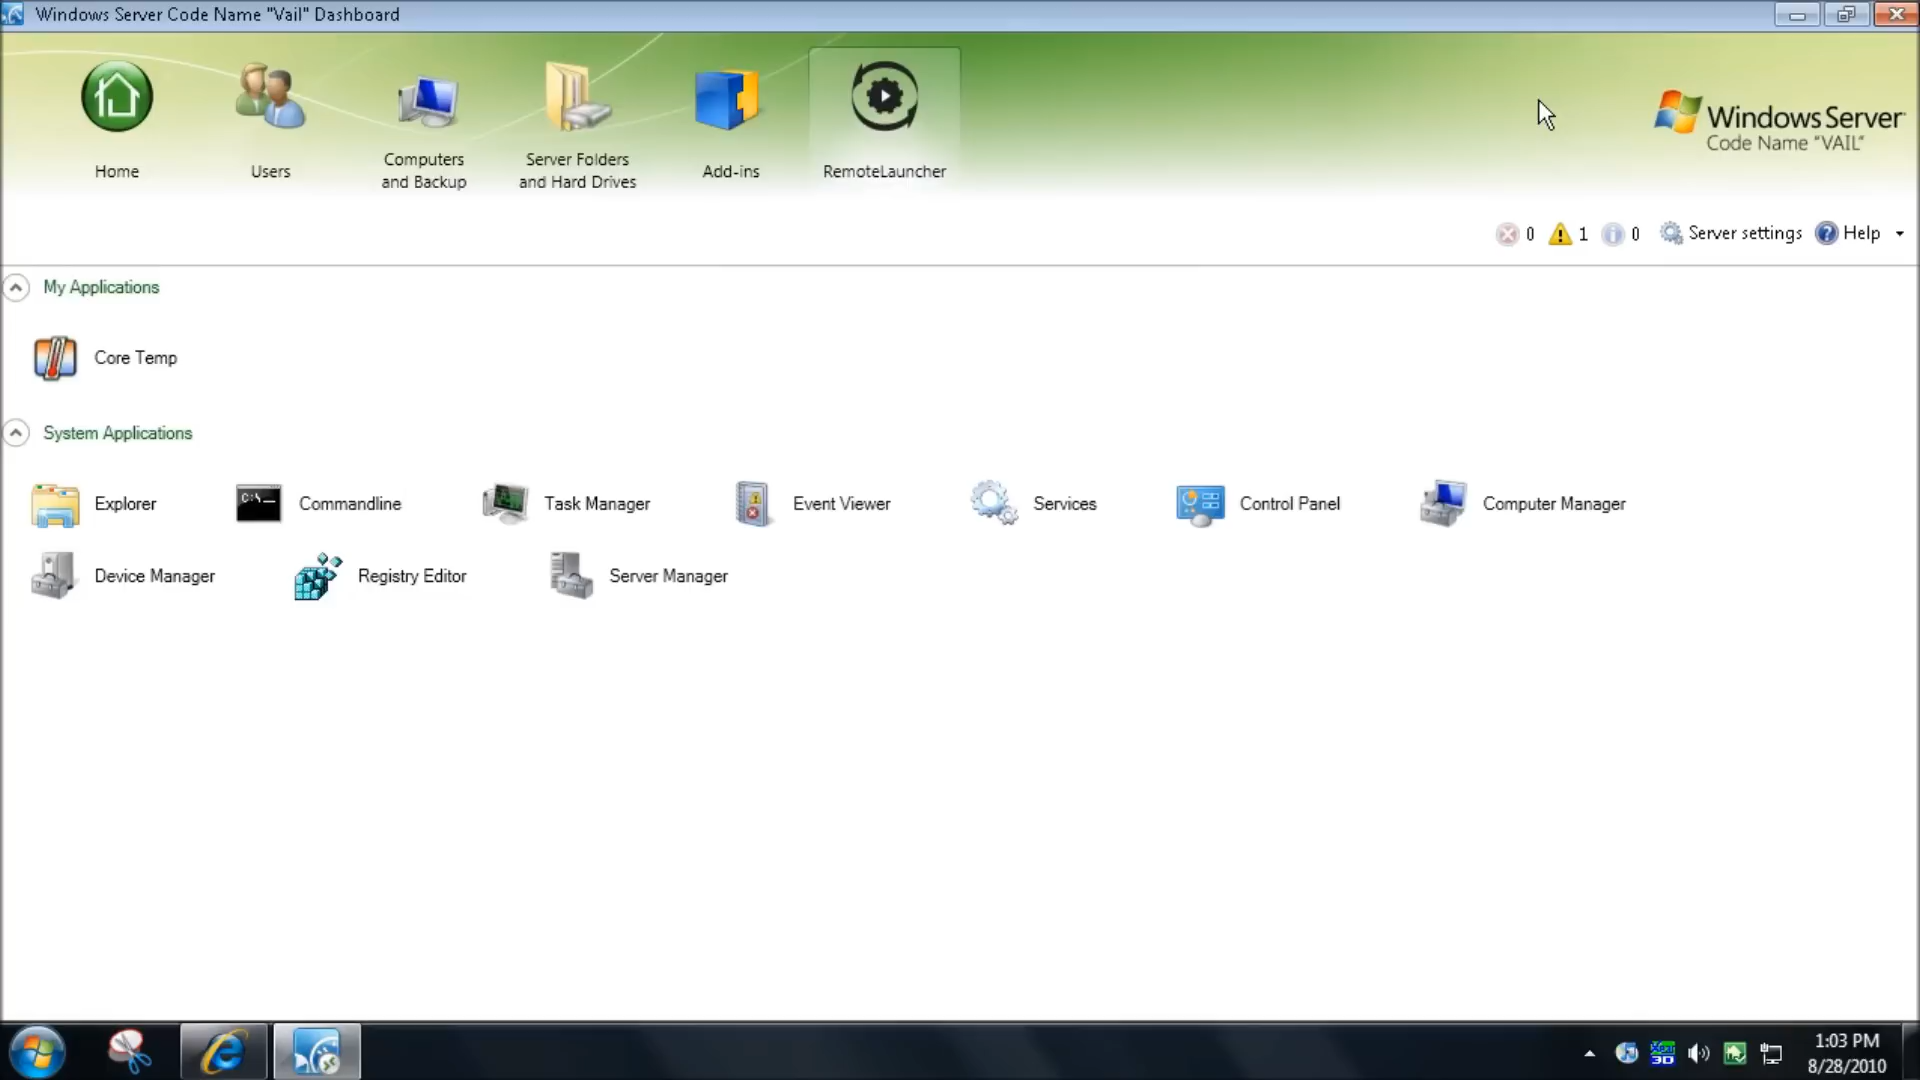 Windows Server Code Name "Vail" Dashboard
Home
Users
Computers
and Backup
Server Folders
and Hard Drives
Add-ins
RemoteLauncher
Windows Server
Code Name "VAIL"
0
1
0
Server settings
Help
My Applications
Core Temp
System Applications
C:\
Explorer
Commandline
Task Manager
Event Viewer
Services
Control Panel
Computer Manager
Device Manager
Registry Editor
Server Manager
3D
1:03 PM
8/28/2010